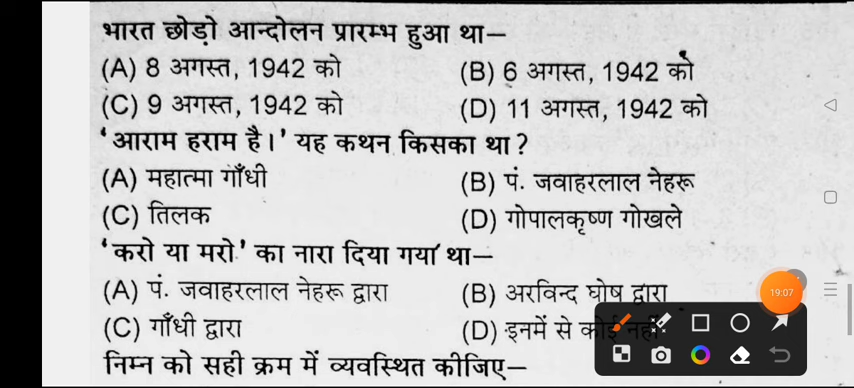 भारत छोड़ो आन्दोलन प्रारम्भ हुआ था—
(A) 8 अगस्त, 1942 को (B) 6 अगस्त, 1942 को
(C) 9 अगस्त, 1942 को (D) 11 अगस्त, 1942 को
'आराम हराम है।' यह कथन किसका था?
(A) महात्मा गाँधी (B) पं. जवाहरलाल नेहरू
(C) तिलक (D) गोपालकृष्ण गोखले
'करो या मरो' का नारा दिया गया था—
(A) पं. जवाहरलाल नेहरू द्वारा (B) अरविन्द घोष द्वारा
19:07
(C) गाँधी द्वारा (D) इनमें से कोई नहीं
निम्न को सही क्रम में व्यवस्थित कीजिए—